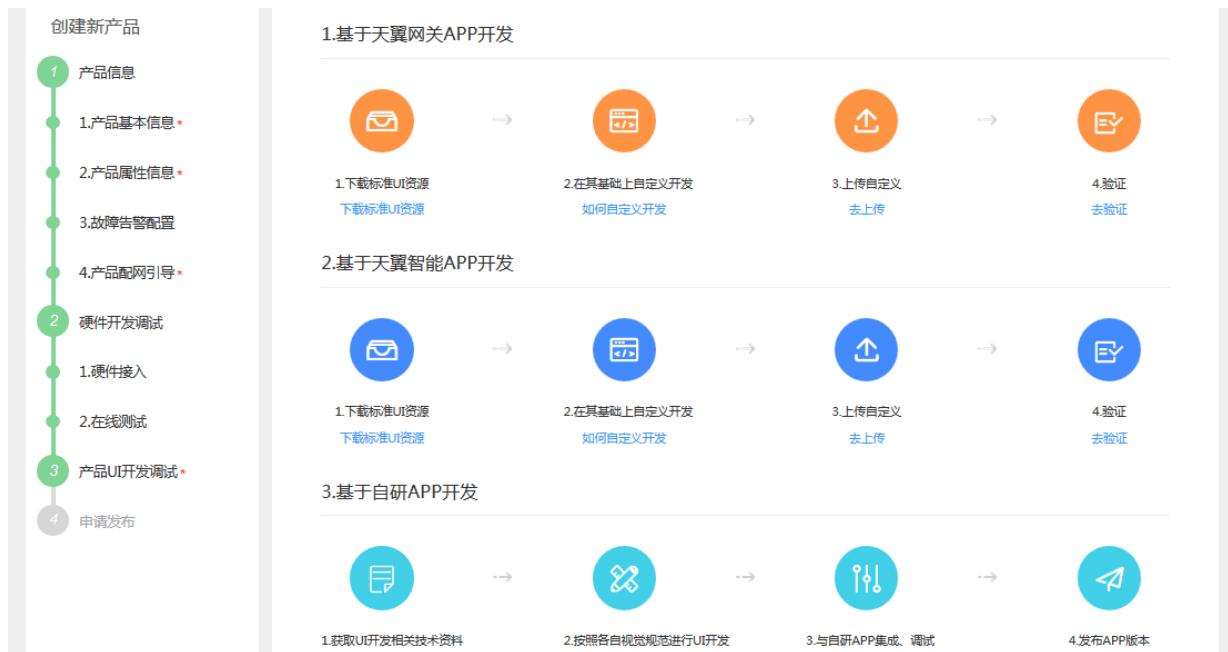 创建新产品
1 产品信息
1.产品基本信息*
2.产品属性信息*
3.故障告警配置
4.产品配网引导*
2 硬件开发调试
1.硬件接入
2.在线测试
3 产品UI开发调试*
4 申请发布
1.基于天翼网关APP开发
1.下载标准UI资源 2.在其基础上自定义开发 3.上传自定义 4.验证
下载标准UI资源 如何自定义开发 去上传 去验证
2.基于天翼智能APP开发
1.下载标准UI资源 2.在其基础上自定义开发 3.上传自定义 4.验证
下载标准UI资源 如何自定义开发 去上传 去验证
3.基于自研APP开发
1.获取UI开发相关技术资料 2.按照各自视觉规范进行UI开发 3.与自研APP集成、调试 4.发布APP版本